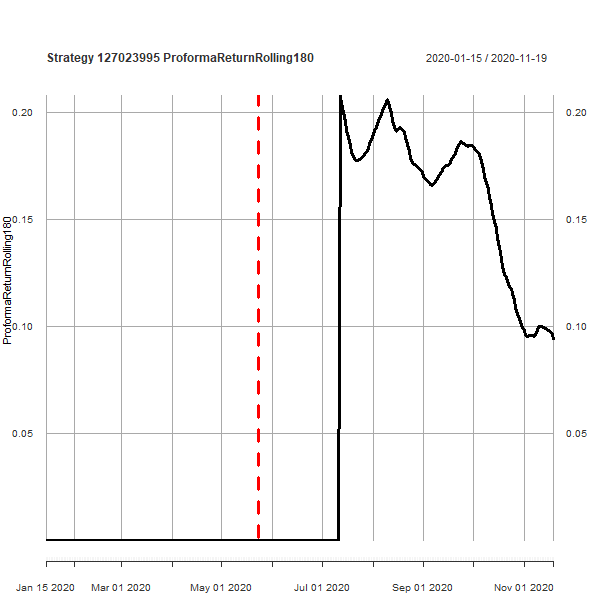 Strategy 127023995 ProformaReturnRolling180
2020-01-15 / 2020-11-19
ProformaReturnRolling180
0.20 0.20
0.15 0.15
0.10 0.10
0.05 0.05
Jan 15 2020 Mar 01 2020 May 01 2020 Jul 01 2020 Sep 01 2020 Nov 01 2020